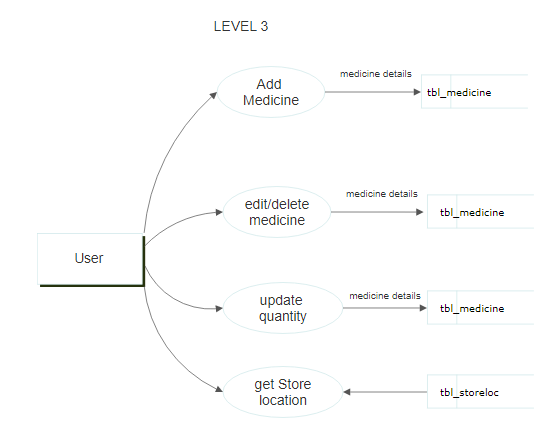 LEVEL 3
Add
Medicine
medicine details
tbl_medicine
edit/delete
medicine
medicine details
tbl_medicine
User
update
quantity
medicine details
tbl_medicine
get Store
location
tbl_storeloc